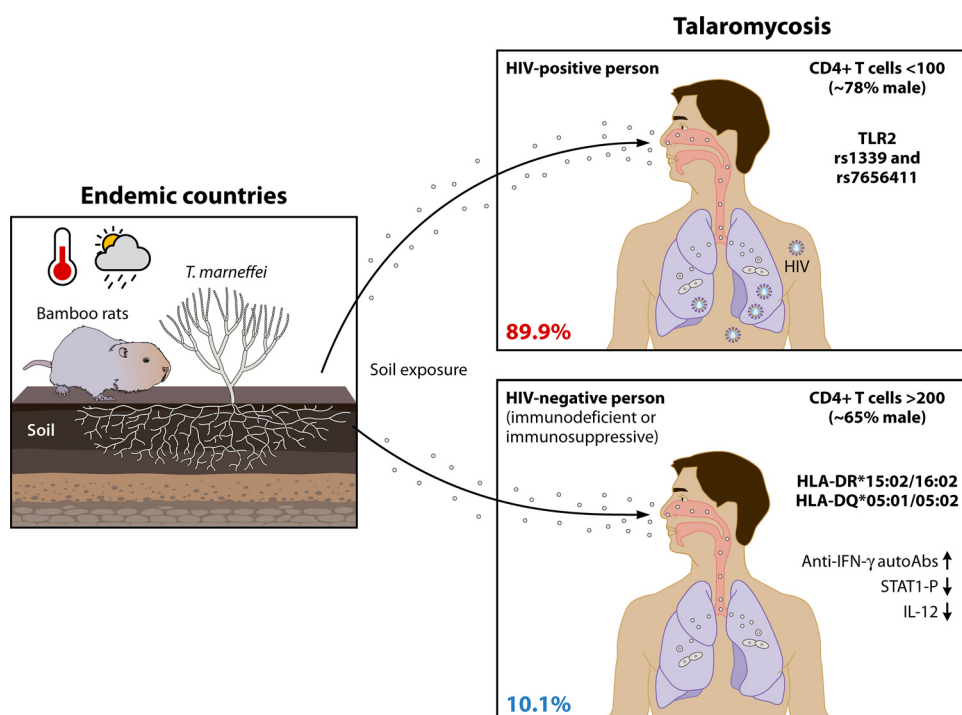 Talaromycosis
Endemic countries
T. marneffei
Bamboo rats
Soil
Soil exposure
HIV-positive person
CD4+ T cells <100
(~78% male)
TLR2
rs1339 and
rs7656411
HIV
89.9%
HIV-negative person
(immunodeficient or
immunosuppressive)
CD4+ T cells >200
(~65% male)
HLA-DR*15:02/16:02
HLA-DQ*05:01/05:02
Anti-IFN-γ autoAbs
STAT1-P
IL-12
10.1%